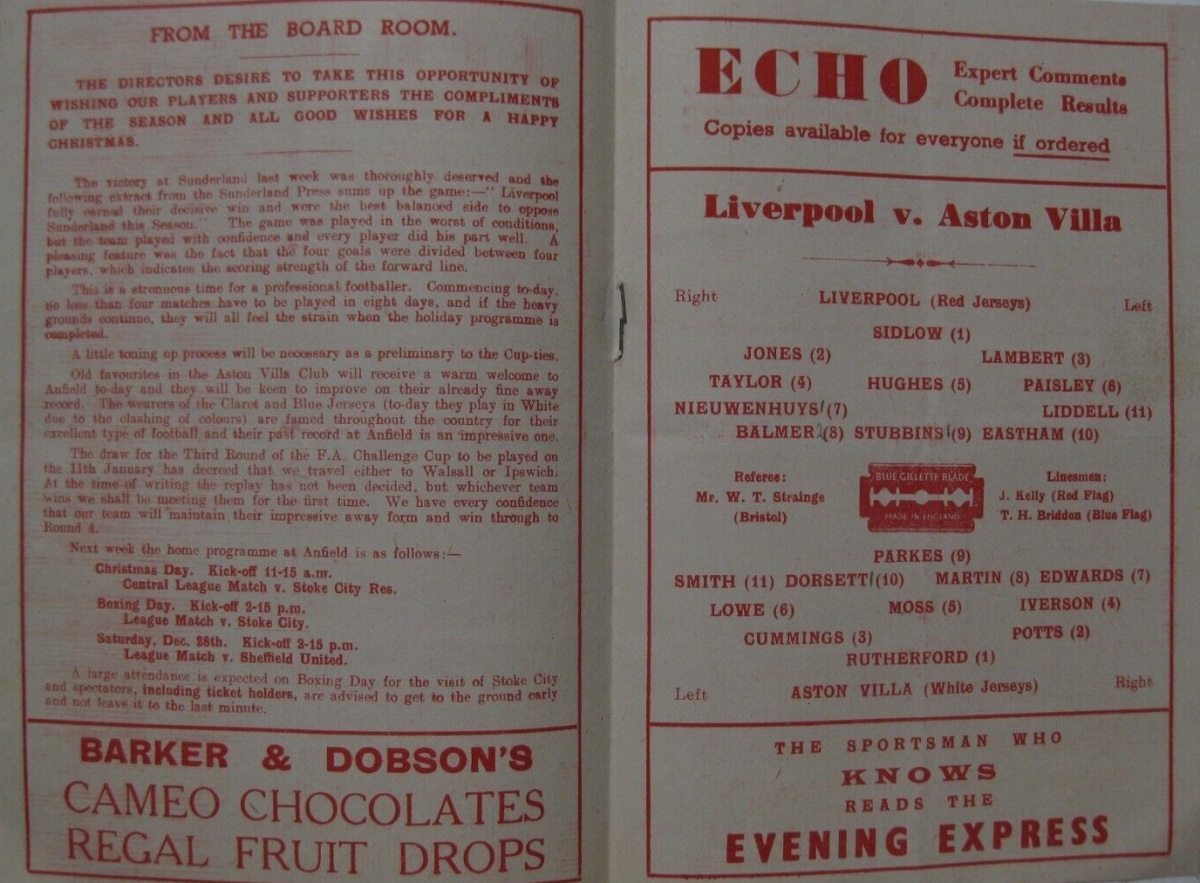 FROM THE BOARD ROOM.
THE DIRECTORS DESIRE TO TAKE THIS OPPORTUNITY OF
WISHING OUR PLAYERS AND SUPPORTERS THE COMPLIMENTS
OF THE SEASON AND ALL GOOD WISHES FOR A HAPPY
CHRISTMAS.
The victory at Sunderland last week was thoroughly deserved and the
following extract from the Sunderland Press sums up the game:—" Liverpool
fully earned their decisive win and were the best balanced side to oppose
Sunderland this Season." The game was played in the worst of conditions,
but the team played with confidence and every player did his part well. A
pleasing feature was the fact that the four goals were divided between four
players, which indicates the scoring strength of the forward line.
This is a strenuous time for a professional footballer. Commencing to-day,
no less than four matches have to be played in eight days, and if the heavy
grounds continue, they will all feel the strain when the holiday programme is
completed.
A little toning up process will be necessary as a preliminary to the Cup-ties.
Old favourites in the Aston Villa Club will receive a warm welcome to
Anfield to-day and they will be keen to improve on their already fine away
record. The wearers of the Claret and Blue Jerseys (to-day they play in White
due to the clashing of colours) are famed throughout the country for their
excellent type of football and their past record at Anfield is an impressive one.
The draw for the Third Round of the F.A. Challenge Cup to be played on
the 11th January has decreed that we travel either to Walsall or Ipswich.
At the time of writing the replay has not been decided, but whichever team
wins we shall be meeting them for the first time. We have every confidence
that our team will maintain their impressive away form and win through to
Round 4.
Next week the home programme at Anfield is as follows:—
Christmas Day. Kick-off 11-15 a.m.
Central League Match v. Stoke City Res.
Boxing Day. Kick-off 2-15 p.m.
League Match v. Stoke City.
Saturday, Dec. 28th. Kick-off 2-15 p.m.
League Match v. Sheffield United.
A large attendance is expected on Boxing Day for the visit of Stoke City
and spectators, including ticket holders, are advised to get to the ground early
and not leave it to the last minute.
BARKER & DOBSON'S
CAMEO CHOCOLATES
REGAL FRUIT DROPS
ECHO Expert Comments
Complete Results
Copies available for everyone if ordered
Liverpool v. Aston Villa
Right LIVERPOOL (Red Jerseys) Left
SIDLOW (1)
JONES (2) LAMBERT (3)
TAYLOR (4) HUGHES (5) PAISLEY (6)
NIEUWENHUYS (7) LIDDELL (11)
BALMER (8) STUBBINS (9) EASTHAM (10)
Referee:
Mr. W. T. Strainge
(Bristol)
BLUE GILLETTE BLADE
MADE IN ENGLAND
Linesmen:
J. Kelly (Red Flag)
T. H. Briddon (Blue Flag)
PARKES (9)
SMITH (11) DORSETT (10) MARTIN (8) EDWARDS (7)
LOWE (6) MOSS (5) IVERSON (4)
CUMMINGS (3) POTTS (2)
RUTHERFORD (1)
Left ASTON VILLA (White Jerseys) Right
THE SPORTSMAN WHO
KNOWS
READS THE
EVENING EXPRESS